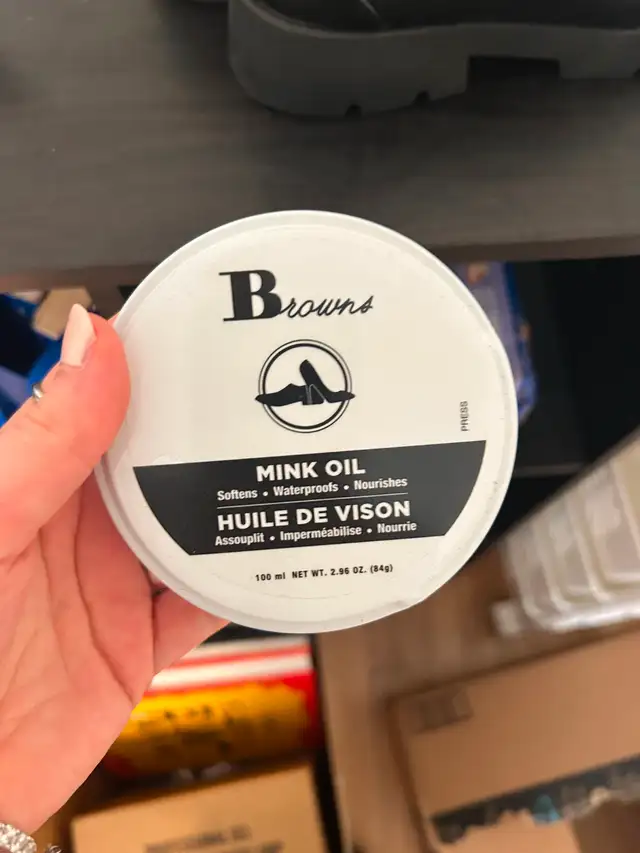 Browns
PRESS
MINK OIL
Softens • Waterproofs • Nourishes
HUILE DE VISON
Assouplit • Imperméabilise • Nourrie
100 ml NET WT. 2.96 OZ. (84g)